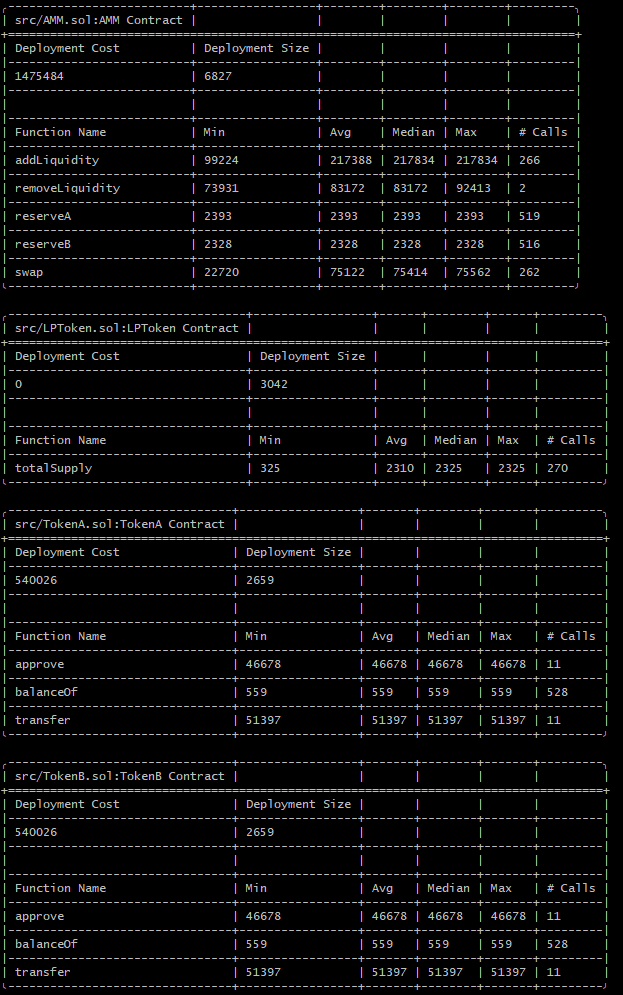 src/AMM.sol:AMM Contract
Deployment Cost | Deployment Size
1475484 | 6827
Function Name | Min | Avg | Median | Max | # Calls
addLiquidity | 99224 | 217388 | 217834 | 217834 | 266
removeLiquidity | 73931 | 83172 | 83172 | 92413 | 2
reserveA | 2393 | 2393 | 2393 | 2393 | 519
reserveB | 2328 | 2328 | 2328 | 2328 | 516
swap | 22720 | 75122 | 75414 | 75562 | 262
src/LPToken.sol:LPToken Contract
Deployment Cost | Deployment Size
0 | 3042
Function Name | Min | Avg | Median | Max | # Calls
totalSupply | 325 | 2310 | 2325 | 2325 | 270
src/TokenA.sol:TokenA Contract
Deployment Cost | Deployment Size
540026 | 2659
Function Name | Min | Avg | Median | Max | # Calls
approve | 46678 | 46678 | 46678 | 46678 | 11
balanceOf | 559 | 559 | 559 | 559 | 528
transfer | 51397 | 51397 | 51397 | 51397 | 11
src/TokenB.sol:TokenB Contract
Deployment Cost | Deployment Size
540026 | 2659
Function Name | Min | Avg | Median | Max | # Calls
approve | 46678 | 46678 | 46678 | 46678 | 11
balanceOf | 559 | 559 | 559 | 559 | 528
transfer | 51397 | 51397 | 51397 | 51397 | 11